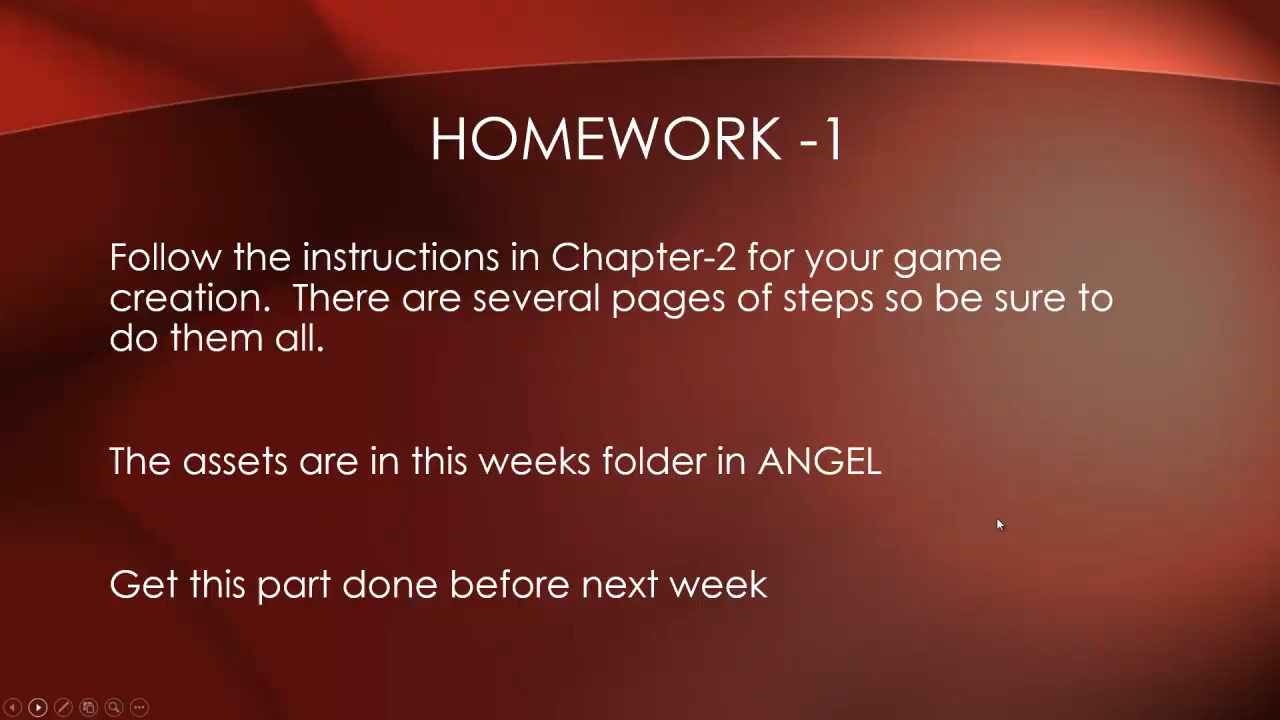 HOMEWORK -1
Follow the instructions in Chapter-2 for your game
creation.  There are several pages of steps so be sure to
do them all.
The assets are in this weeks folder in ANGEL
Get this part done before next week